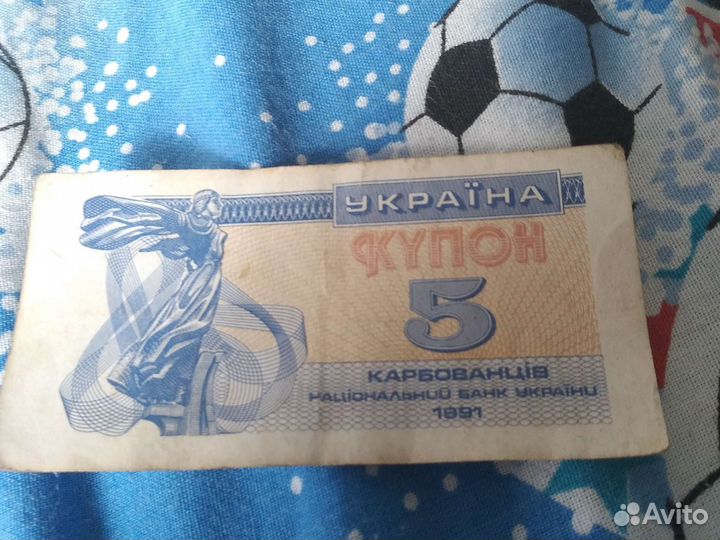 УКРАЇНА
КУПОН
5
КАРБОВАНЦІВ
НАЦІОНАЛЬНИЙ БАНК УКРАЇНИ
1991
Avito